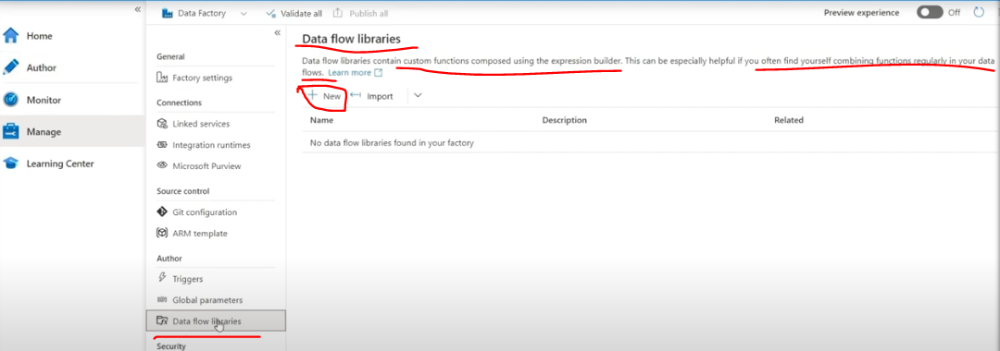 Data Factory
Validate all
Publish all
Preview experience
Off
Home
Author
Monitor
Manage
Learning Center
General
Factory settings
Connections
Linked services
Integration runtimes
Microsoft Purview
Source control
Git configuration
ARM template
Author
Triggers
Global parameters
Data flow libraries
Security
Data flow libraries
Data flow libraries contain custom functions composed using the expression builder. This can be especially helpful if you often find yourself combining functions regularly in your data
flows. Learn more
New
Import
Name
Description
Related
No data flow libraries found in your factory